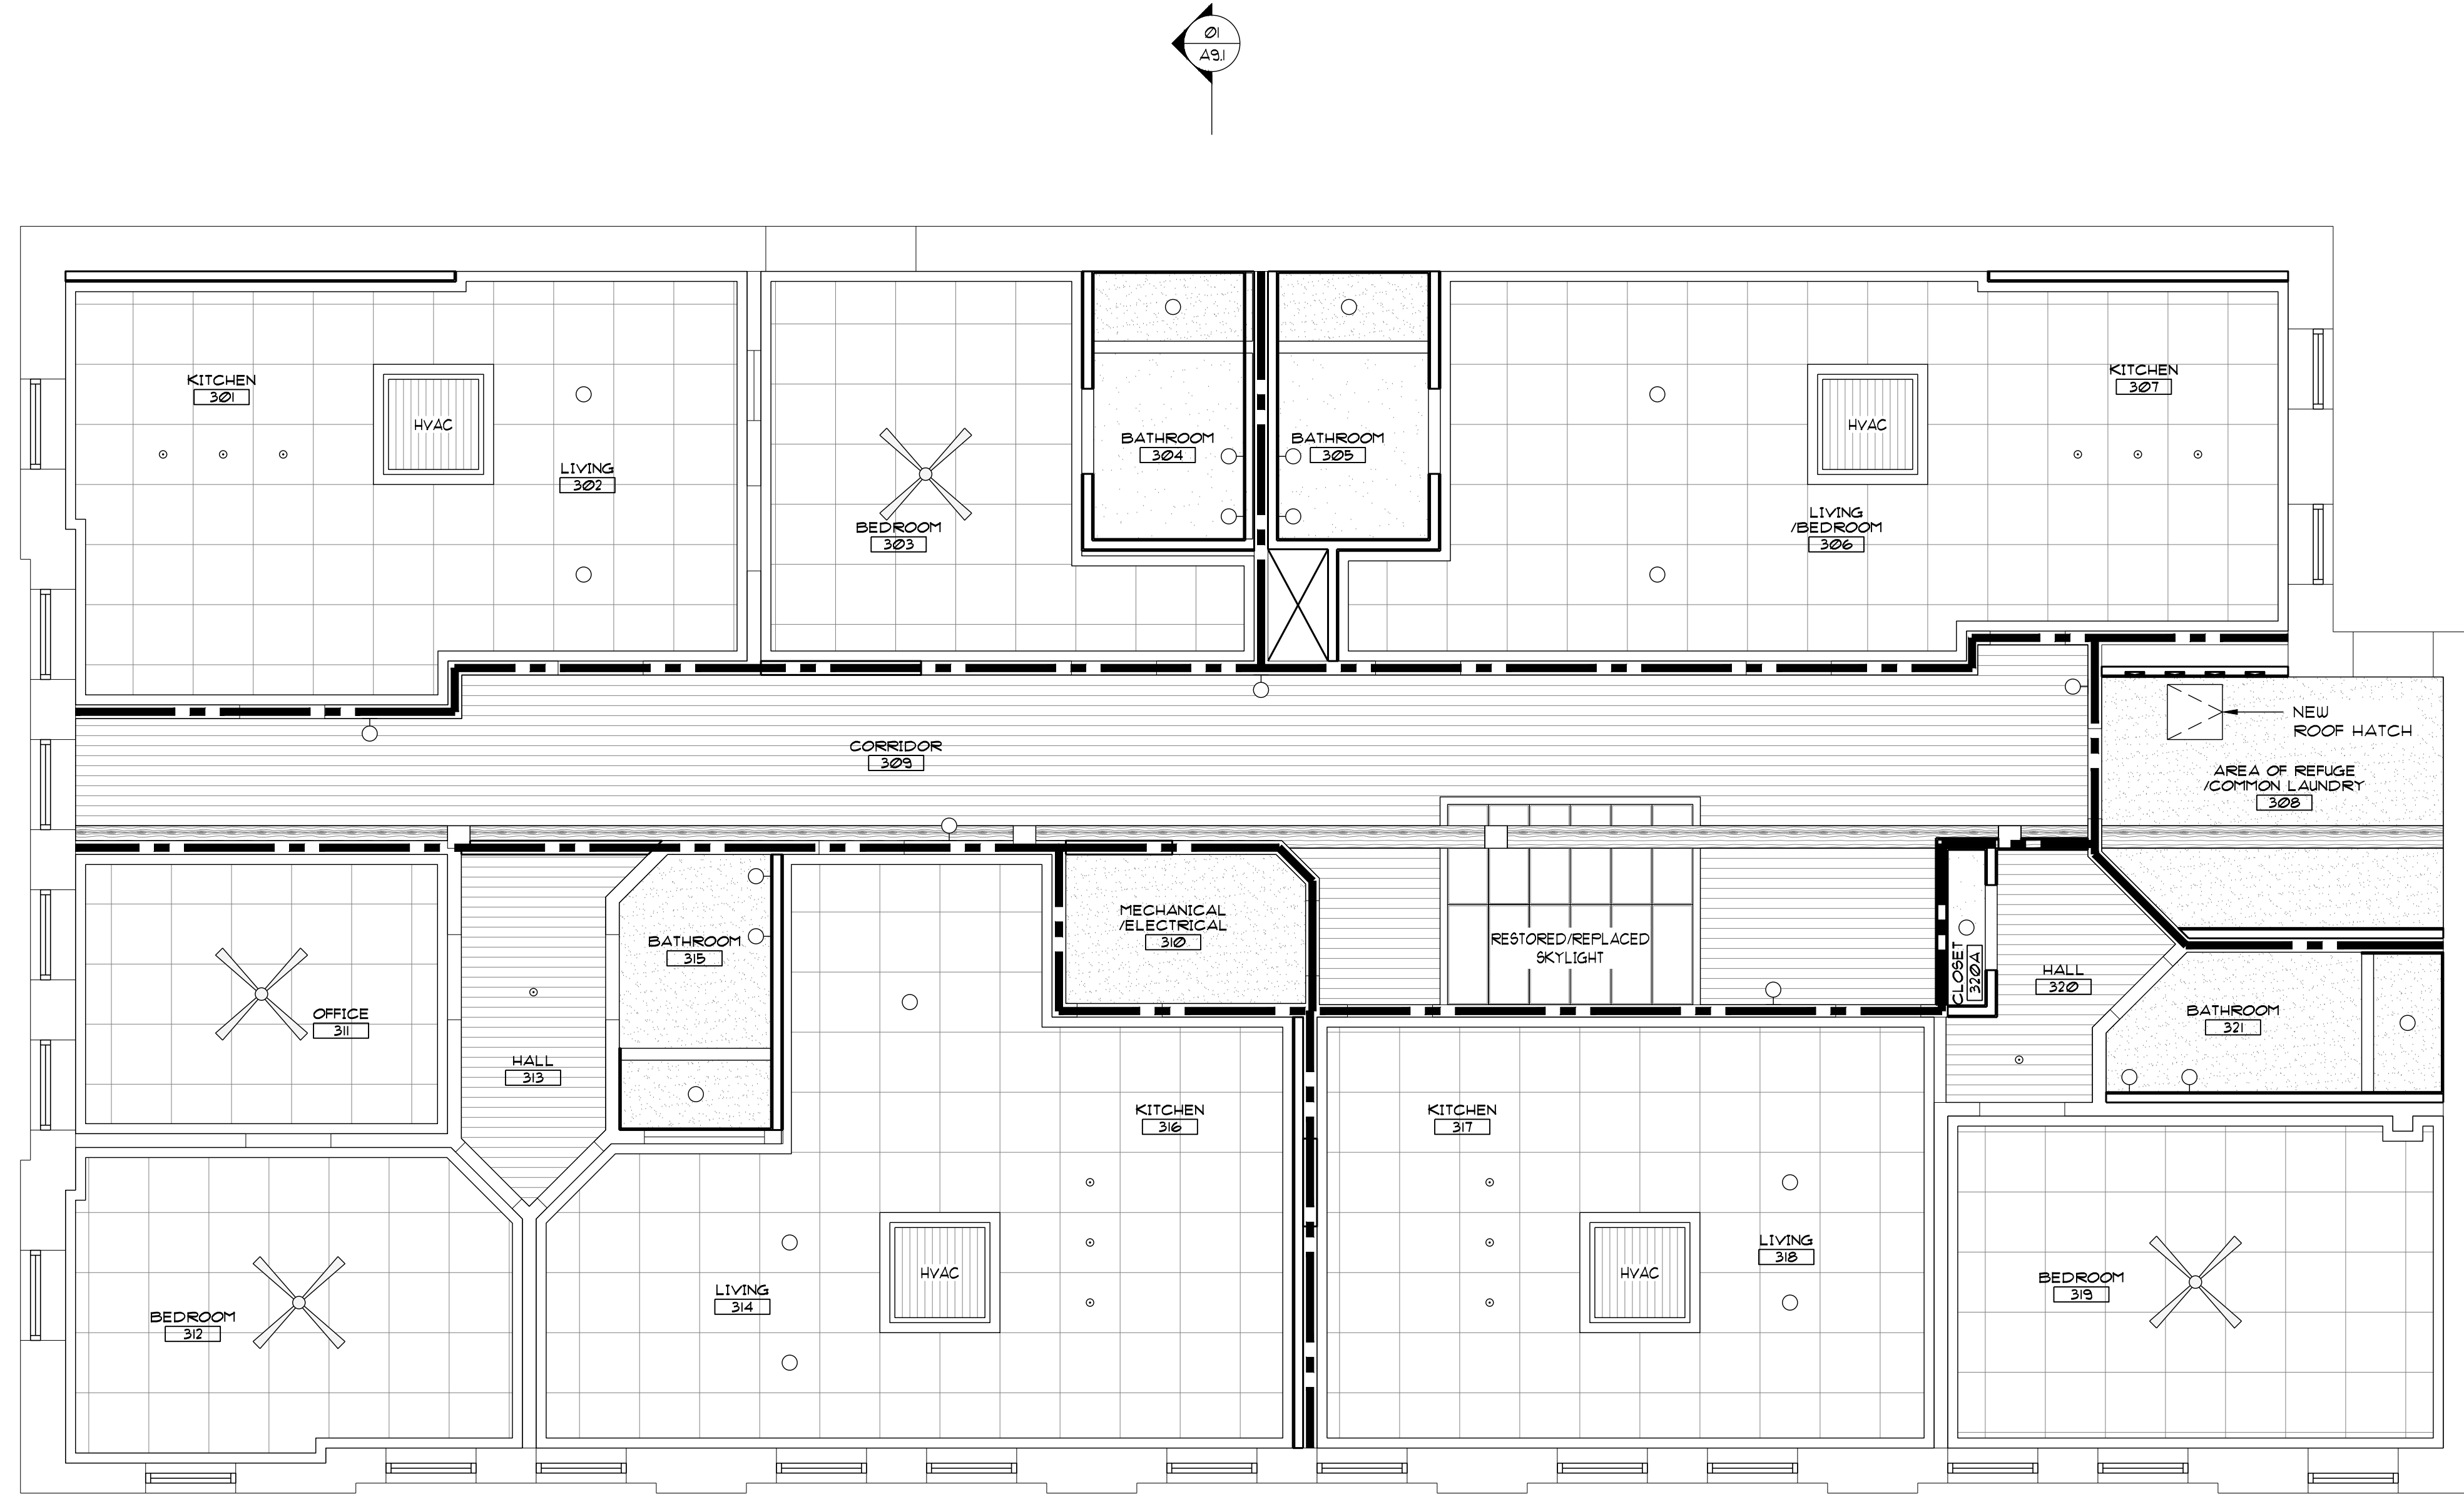 01
A9.1
KITCHEN
301
HVAC
LIVING
302
BEDROOM
303
BATHROOM
304
BATHROOM
305
LIVING
/BEDROOM
306
HVAC
KITCHEN
307
NEW
ROOF HATCH
AREA OF REFUGE
/COMMON LAUNDRY
308
CORRIDOR
309
MECHANICAL
/ELECTRICAL
310
RESTORED/REPLACED
SKYLIGHT
OFFICE
311
BEDROOM
312
HALL
313
LIVING
314
BATHROOM
315
KITCHEN
316
HVAC
KITCHEN
317
HVAC
LIVING
318
BEDROOM
319
CLOSET
320A
HALL
320
BATHROOM
321